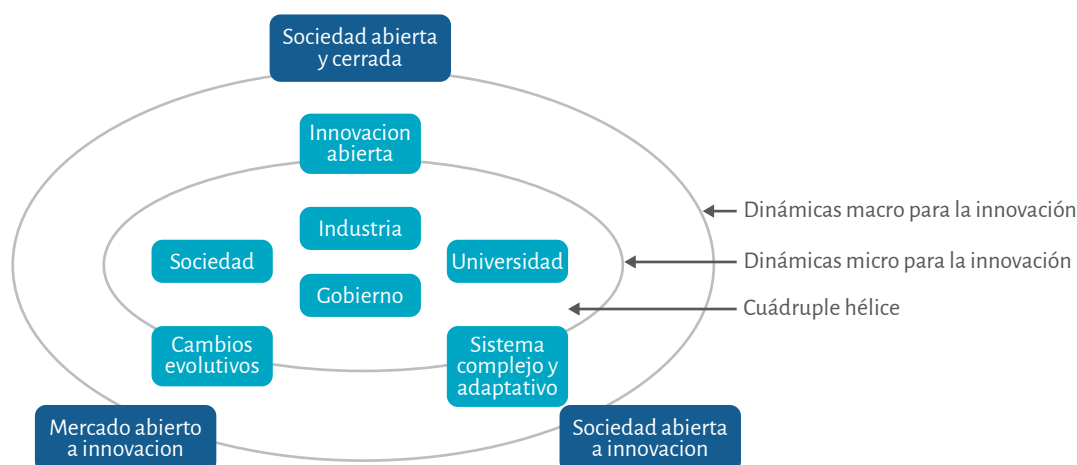 Sociedad abierta
y cerrada
Innovacion
abierta
Industria
Sociedad
Universidad
Gobierno
Cambios
evolutivos
Sistema
complejo y
adaptativo
Mercado abierto
a innovacion
Sociedad abierta
a innovacion
Dinámicas macro para la innovación
Dinámicas micro para la innovación
Cuádruple hélice